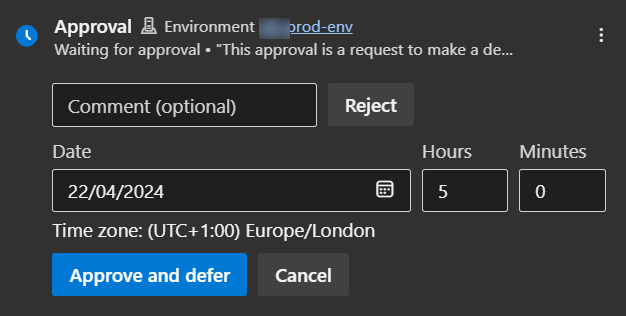 Approval Environment prod-env
Waiting for approval • "This approval is a request to make a de...
Comment (optional) Reject
Date Hours Minutes
22/04/2024 5 0
Time zone: (UTC+1:00) Europe/London
Approve and defer Cancel